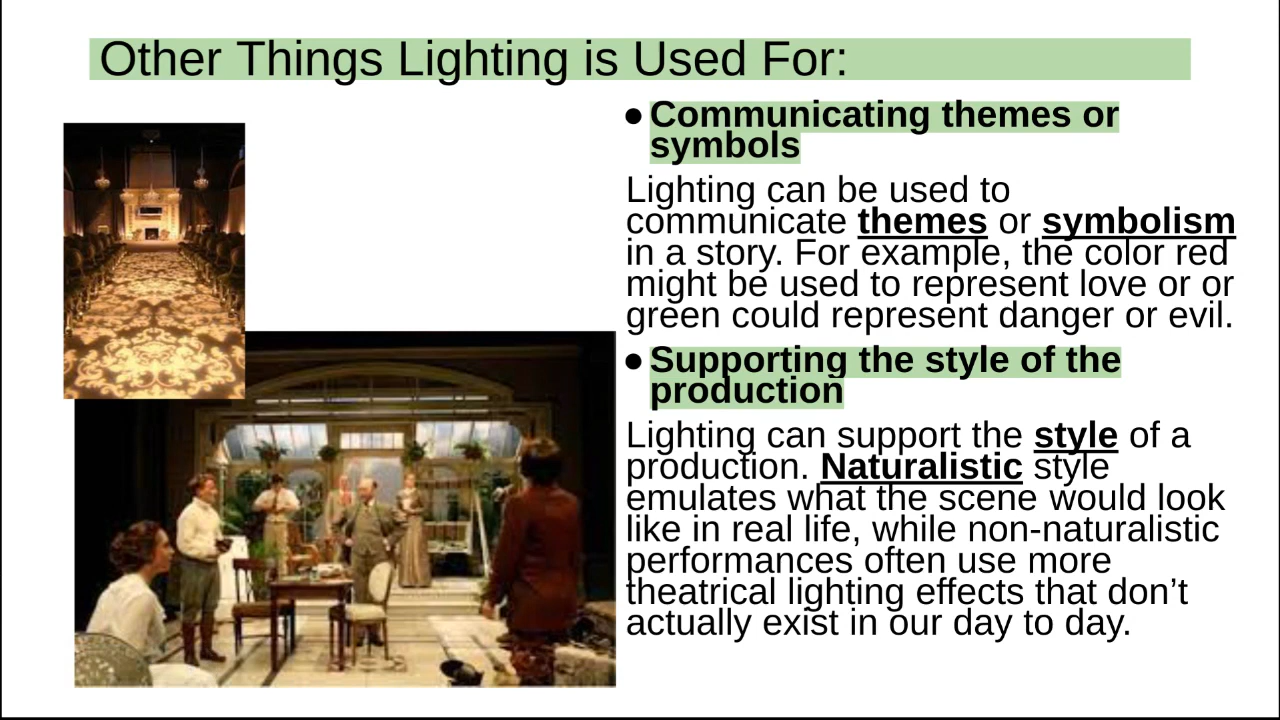 Other Things Lighting is Used For:
● Communicating themes or
symbols
Lighting can be used to
communicate themes or symbolism
in a story. For example, the color red
might be used to represent love or or
green could represent danger or evil.
● Supporting the style of the
production
Lighting can support the style of a
production. Naturalistic style
emulates what the scene would look
like in real life, while non-naturalistic
performances often use more
theatrical lighting effects that don’t
actually exist in our day to day.